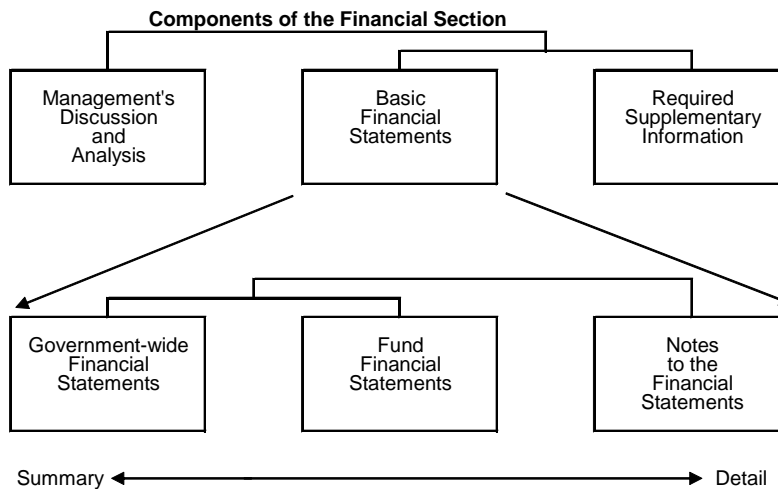 Components of the Financial Section
Management's
Discussion
and
Analysis
Basic
Financial
Statements
Required
Supplementary
Information
Government-wide
Financial
Statements
Fund
Financial
Statements
Notes
to the
Financial
Statements
Summary
Detail